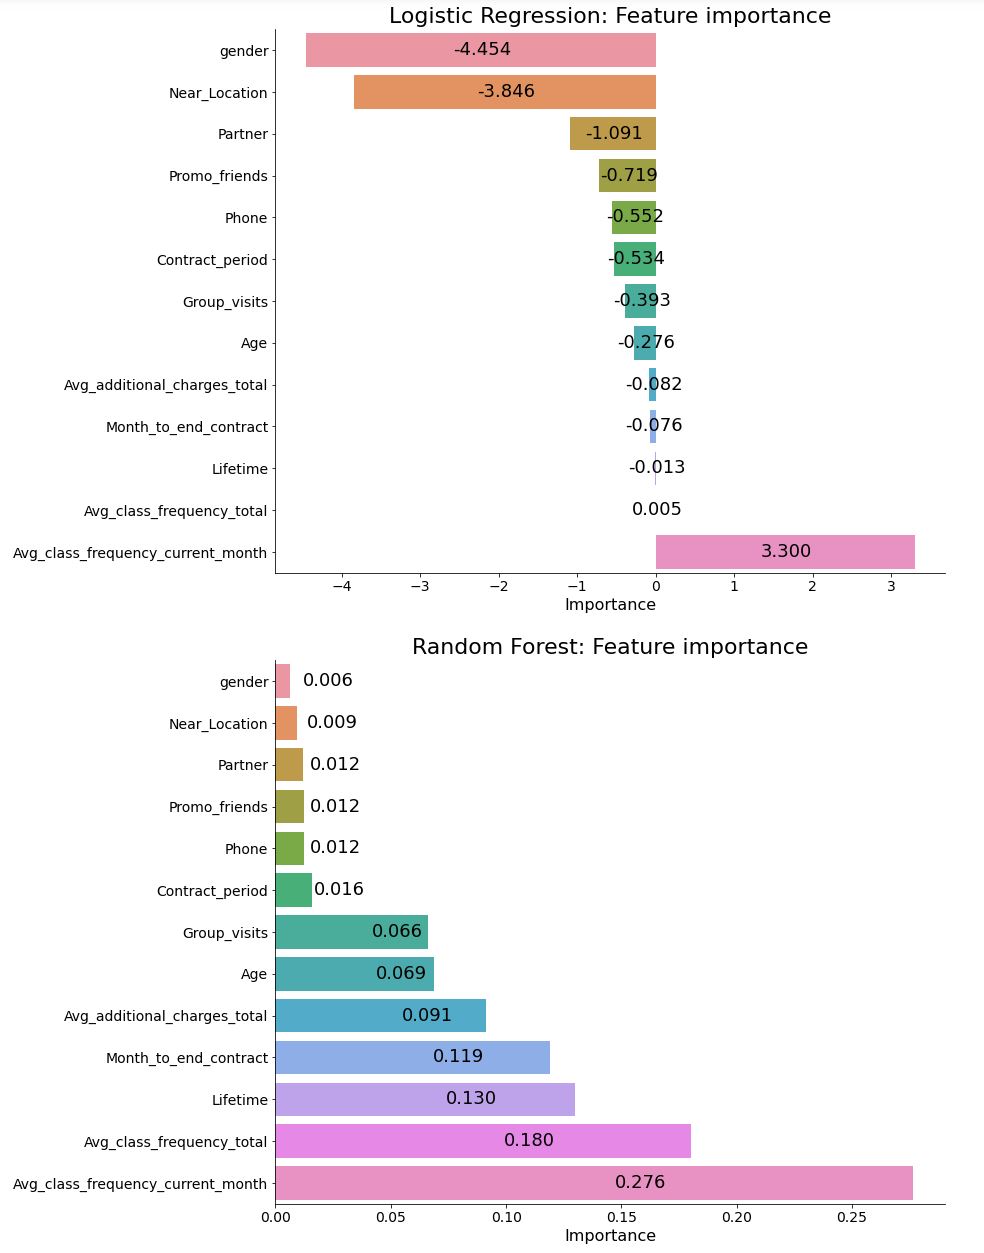 Logistic Regression: Feature importance
gender -4.454
Near_Location -3.846
Partner -1.091
Promo_friends -0.719
Phone -0.552
Contract_period -0.534
Group_visits -0.393
Age -0.276
Avg_additional_charges_total -0.082
Month_to_end_contract -0.076
Lifetime -0.013
Avg_class_frequency_total 0.005
Avg_class_frequency_current_month 3.300
−4 −3 −2 −1 0 1 2 3
Importance
Random Forest: Feature importance
gender 0.006
Near_Location 0.009
Partner 0.012
Promo_friends 0.012
Phone 0.012
Contract_period 0.016
Group_visits 0.066
Age 0.069
Avg_additional_charges_total 0.091
Month_to_end_contract 0.119
Lifetime 0.130
Avg_class_frequency_total 0.180
Avg_class_frequency_current_month 0.276
0.00 0.05 0.10 0.15 0.20 0.25
Importance